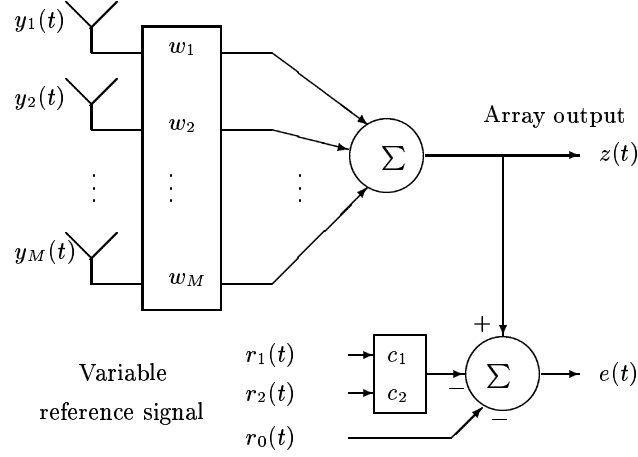 y₁(t)
w₁
y₂(t)
w₂
Array output
Σ
z(t)
⋮ ⋮ ⋮
y_M(t)
w_M
+
r₁(t)
c₁
Variable
−
Σ
e(t)
r₂(t)
c₂
reference signal
−
r₀(t)